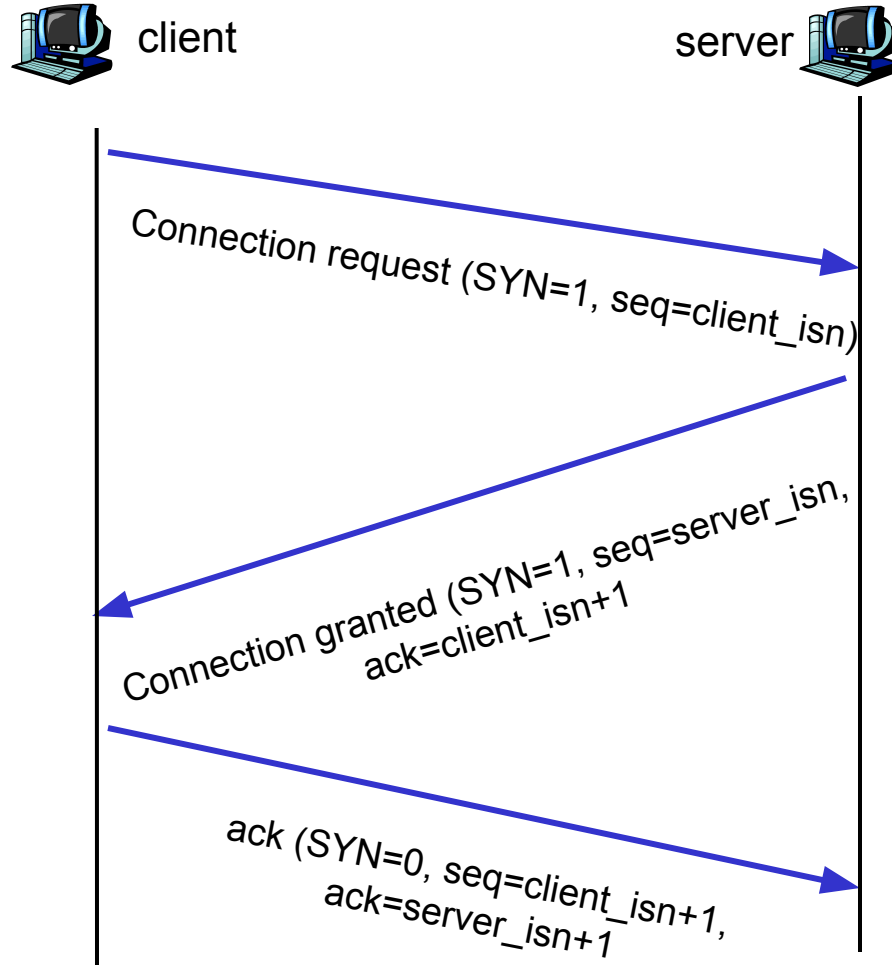 client
server
Connection request (SYN=1, seq=client_isn)
Connection granted (SYN=1, seq=server_isn,
ack=client_isn+1
ack (SYN=0, seq=client_isn+1,
ack=server_isn+1